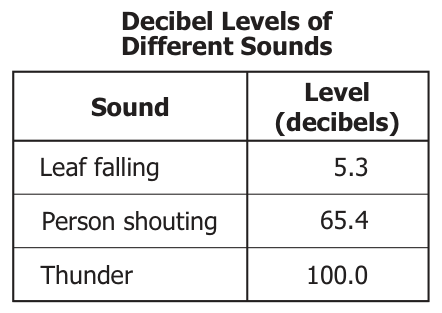 Decibel Levels of
Different Sounds
Sound
Level
(decibels)
Leaf falling 5.3
Person shouting 65.4
Thunder 100.0